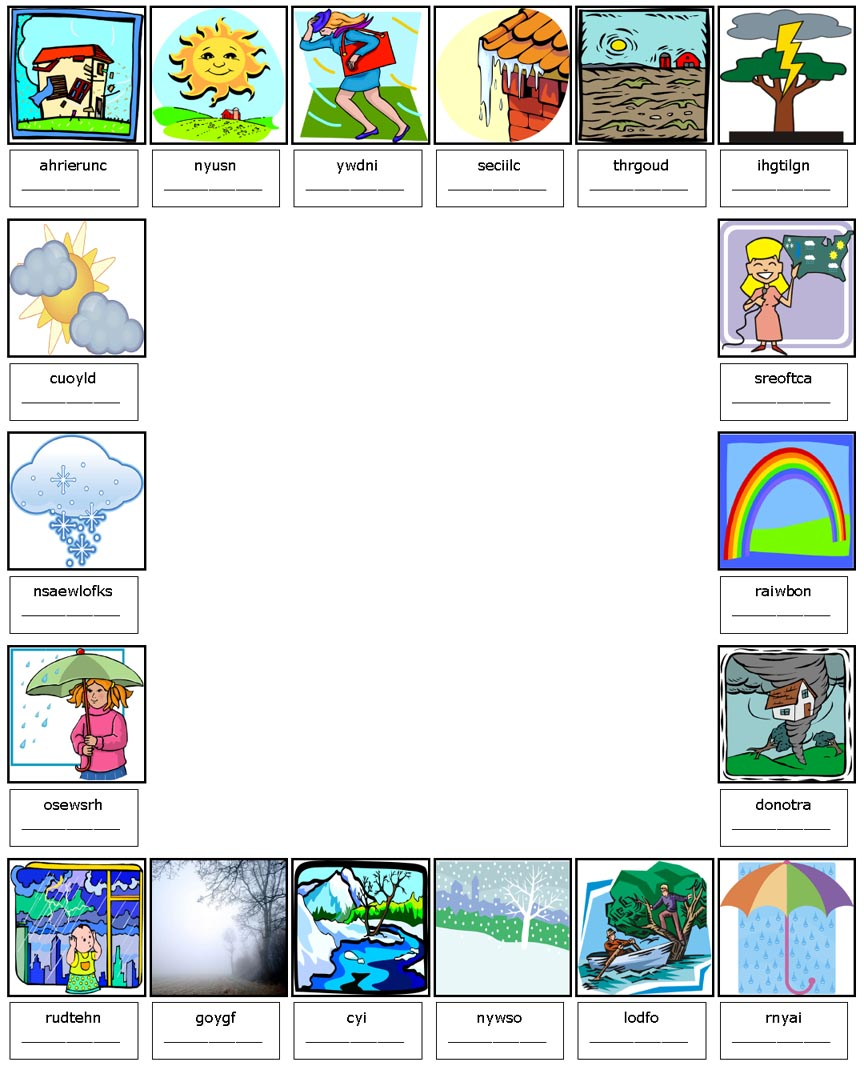 ahrierunc
nyusn
ywdni
seciilc
thrgoud
ihgtilgn
cuoyld
sreoftca
nsaewlofks
raiwbon
osewsrh
donotra
rudtehn
goygf
cyi
nywso
lodfo
rnyai